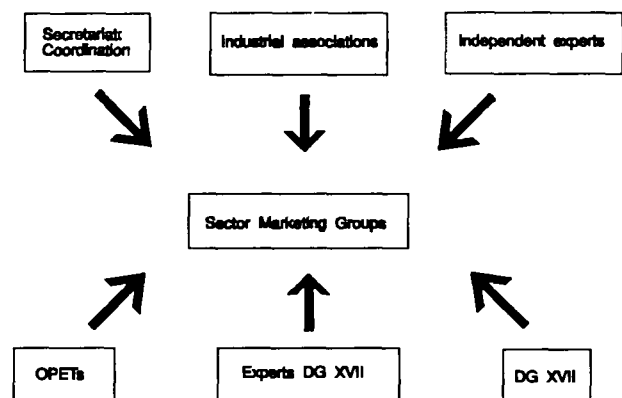 Secretariat:
Coordination
Industrial associations
Independent experts
Sector Marketing Groups
OPETs
Experts DG XVII
DG XVII